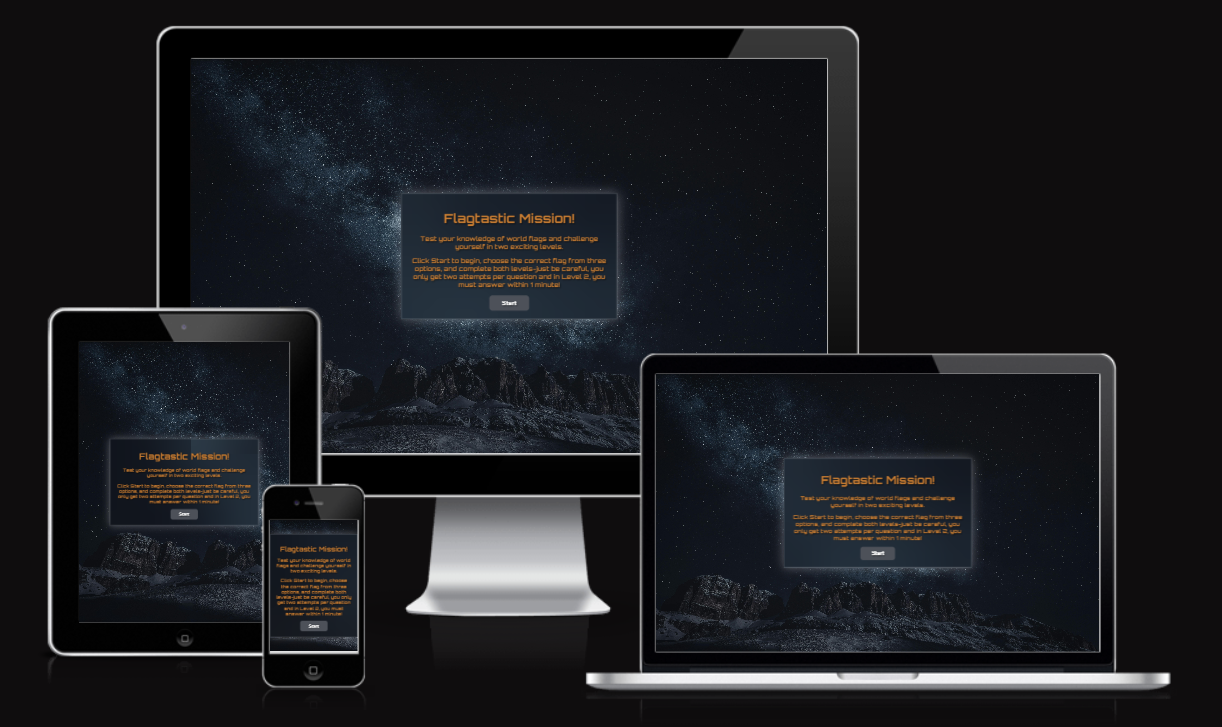 Flagtastic Mission!
Test your knowledge of world flags and challenge
yourself in two exciting levels.
Click Start to begin, choose the correct flag from three
options, and complete both levels-just be careful, you
only get two attempts per question and in Level 2, you
must answer within 1 minute!
Start
Flagtastic Mission!
Test your knowledge of world flags and challenge
yourself in two exciting levels.
Click Start to begin, choose the correct flag from three
options, and complete both levels-just be careful, you
only get two attempts per question and in Level 2, you
must answer within 1 minute!
Start
Flagtastic Mission!
Test your knowledge of world
flags and challenge yourself in
two exciting levels.
Click Start to begin, choose
the correct flag from three
options, and complete both
levels-just be careful, you only
get two attempts per question
and in Level 2, you must
answer within 1 minute!
Start
Flagtastic Mission!
Test your knowledge of world flags and challenge
yourself in two exciting levels.
Click Start to begin, choose the correct flag from three
options, and complete both levels-just be careful, you
only get two attempts per question and in Level 2, you
must answer within 1 minute!
Start